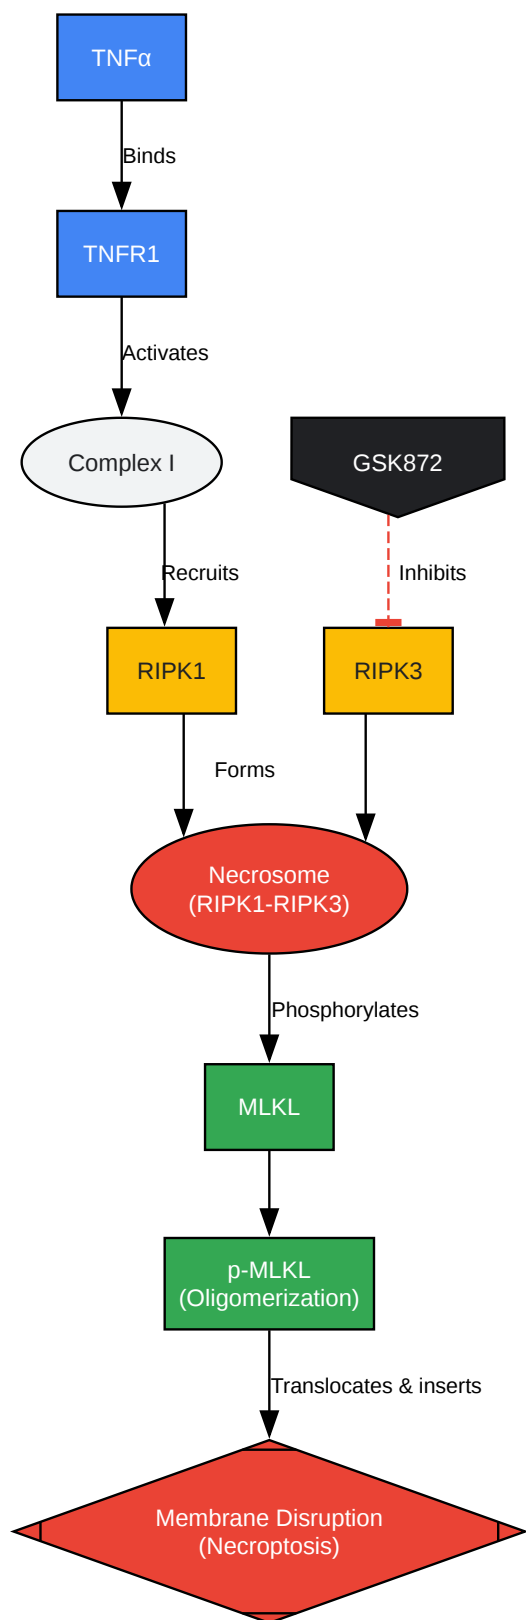 TNFα
Binds
TNFR1
Activates
Complex I
GSK872
Recruits
Inhibits
RIPK1
RIPK3
Forms
Necrosome
(RIPK1-RIPK3)
Phosphorylates
MLKL
p-MLKL
(Oligomerization)
Translocates & inserts
Membrane Disruption
(Necroptosis)